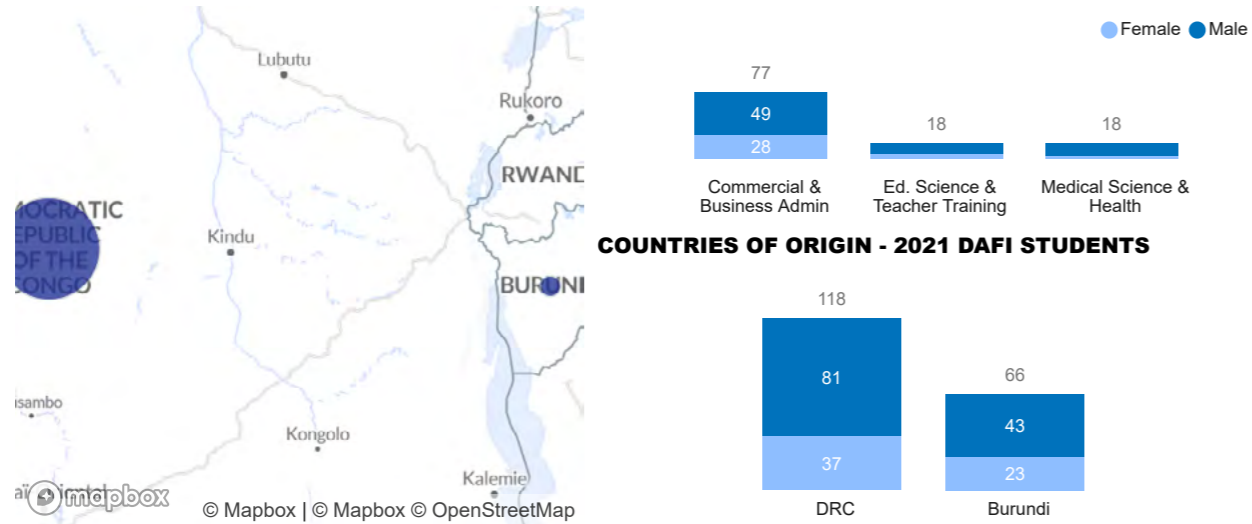 Lubutu
Rukoro
RWAND
MOCRATIC
EPUBLIC
OF THE
CONGO
Kindu
BURUNI
usambo
Kongolo
Kalemie
mapbox
© Mapbox | © Mapbox © OpenStreetMap
Female Male
77
49
28
18
18
Commercial &
Business Admin
Ed. Science &
Teacher Training
Medical Science &
Health
COUNTRIES OF ORIGIN - 2021 DAFI STUDENTS
118
81
37
66
43
23
DRC
Burundi